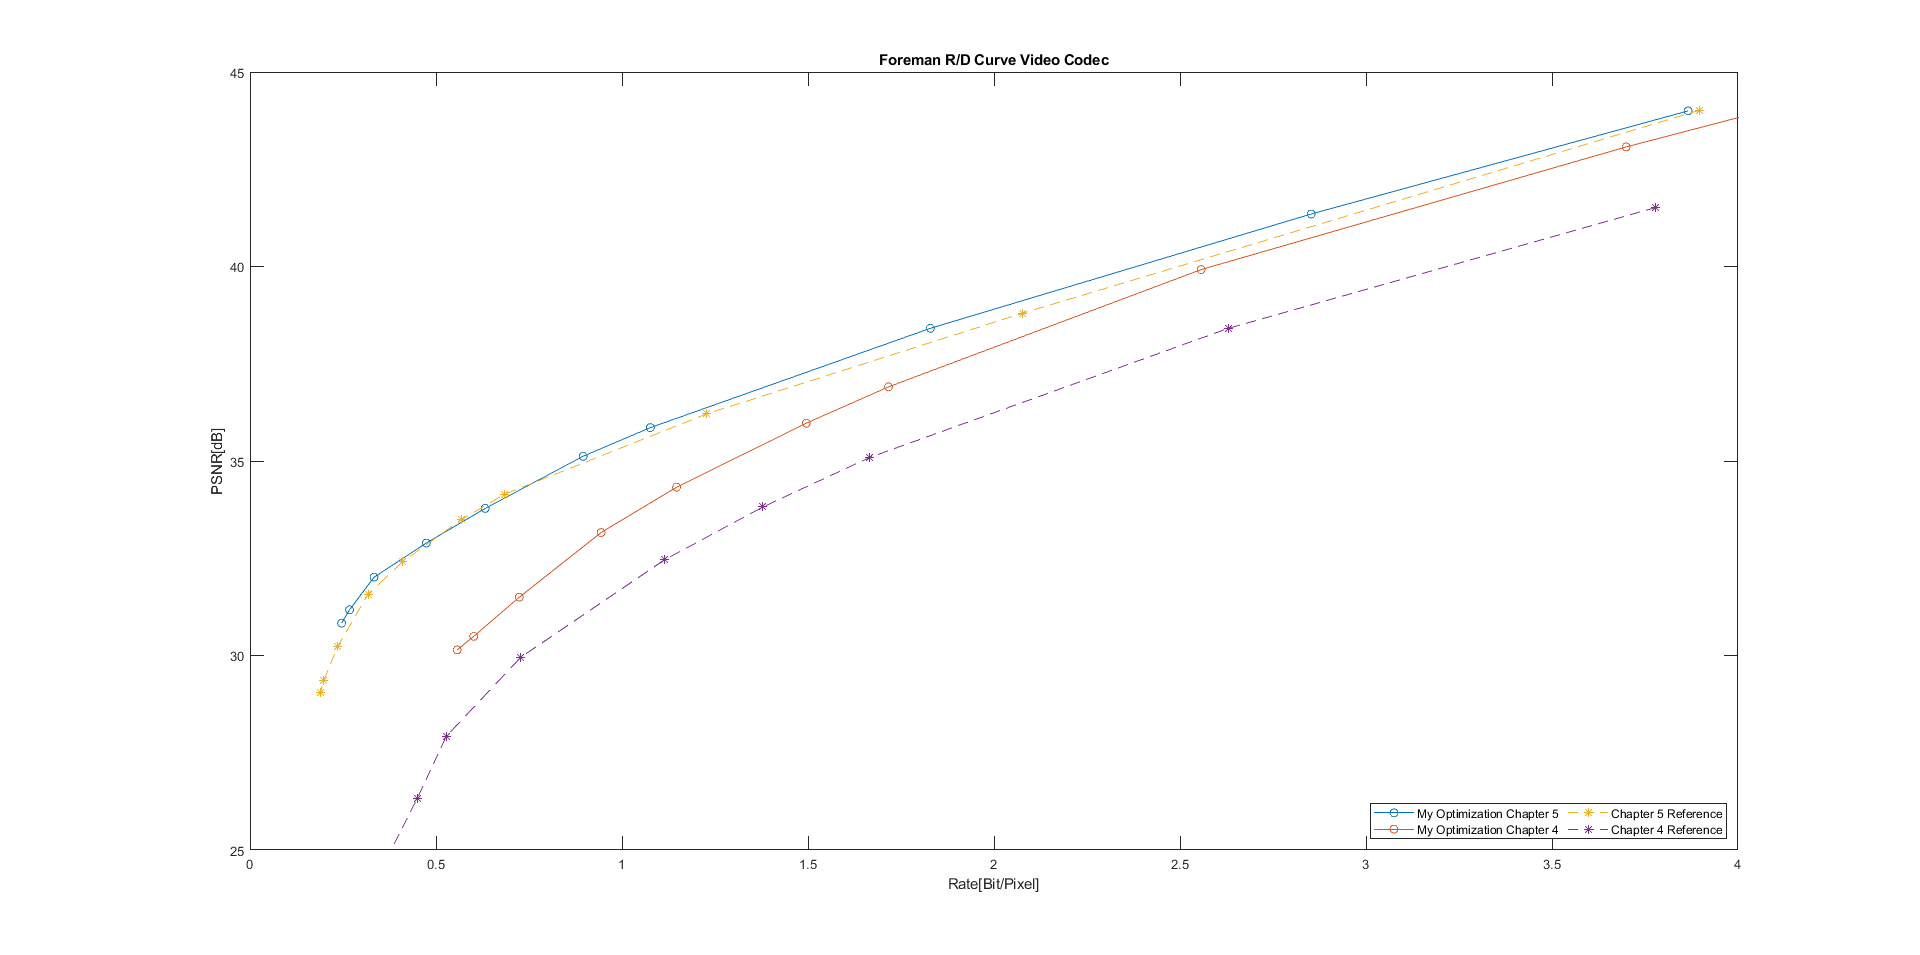 Foreman R/D Curve Video Codec
45
40
35
30
25
PSNR[dB]
0 0.5 1 1.5 2 2.5 3 3.5 4
Rate[Bit/Pixel]
My Optimization Chapter 5 Chapter 5 Reference
My Optimization Chapter 4 Chapter 4 Reference